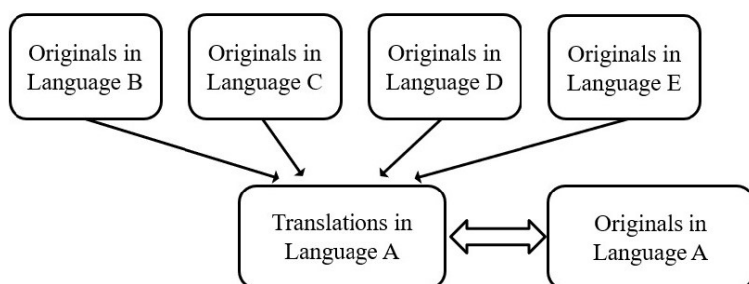 Originals in
Language B
Originals in
Language C
Originals in
Language D
Originals in
Language E
Translations in
Language A
Originals in
Language A